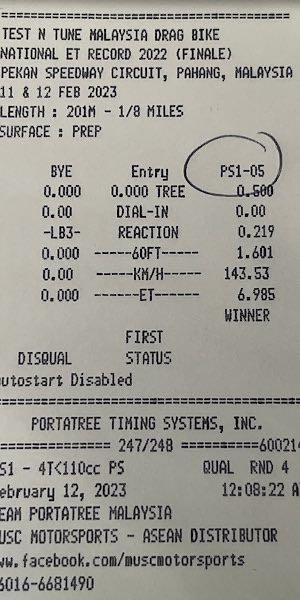 TEST N TUNE MALAYSIA DRAG BIKE
NATIONAL ET RECORD 2022 (FINALE)
PEKAN SPEEDWAY CIRCUIT, PAHANG, MALAYSIA
11 & 12 FEB 2023
LENGTH : 201M - 1/8 MILES
SURFACE : PREP
BYE Entry PS1-05
0.000 0.000 TREE 0.500
0.00 DIAL-IN 0.00
-LB3- REACTION 0.219
0.000 -----60FT----- 1.601
0.00 -----KM/H----- 143.53
0.000 ------ET------ 6.985
WINNER
FIRST
DISQUAL STATUS
utostart Disabled
PORTATREE TIMING SYSTEMS, INC.
=============== 247/248 ==========600214
S1 - 4T<110cc PS QUAL RND 4
ebruary 12, 2023 12:08:22 A
EAM PORTATREE MALAYSIA
USC MOTORSPORTS - ASEAN DISTRIBUTOR
ww.facebook.com/muscmotorsports
6016-6681490